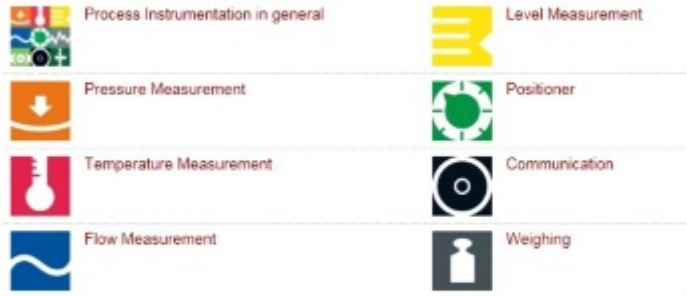 Process Instrumentation in general
Level Measurement
Pressure Measurement
Positioner
Temperature Measurement
Communication
Flow Measurement
Weighing